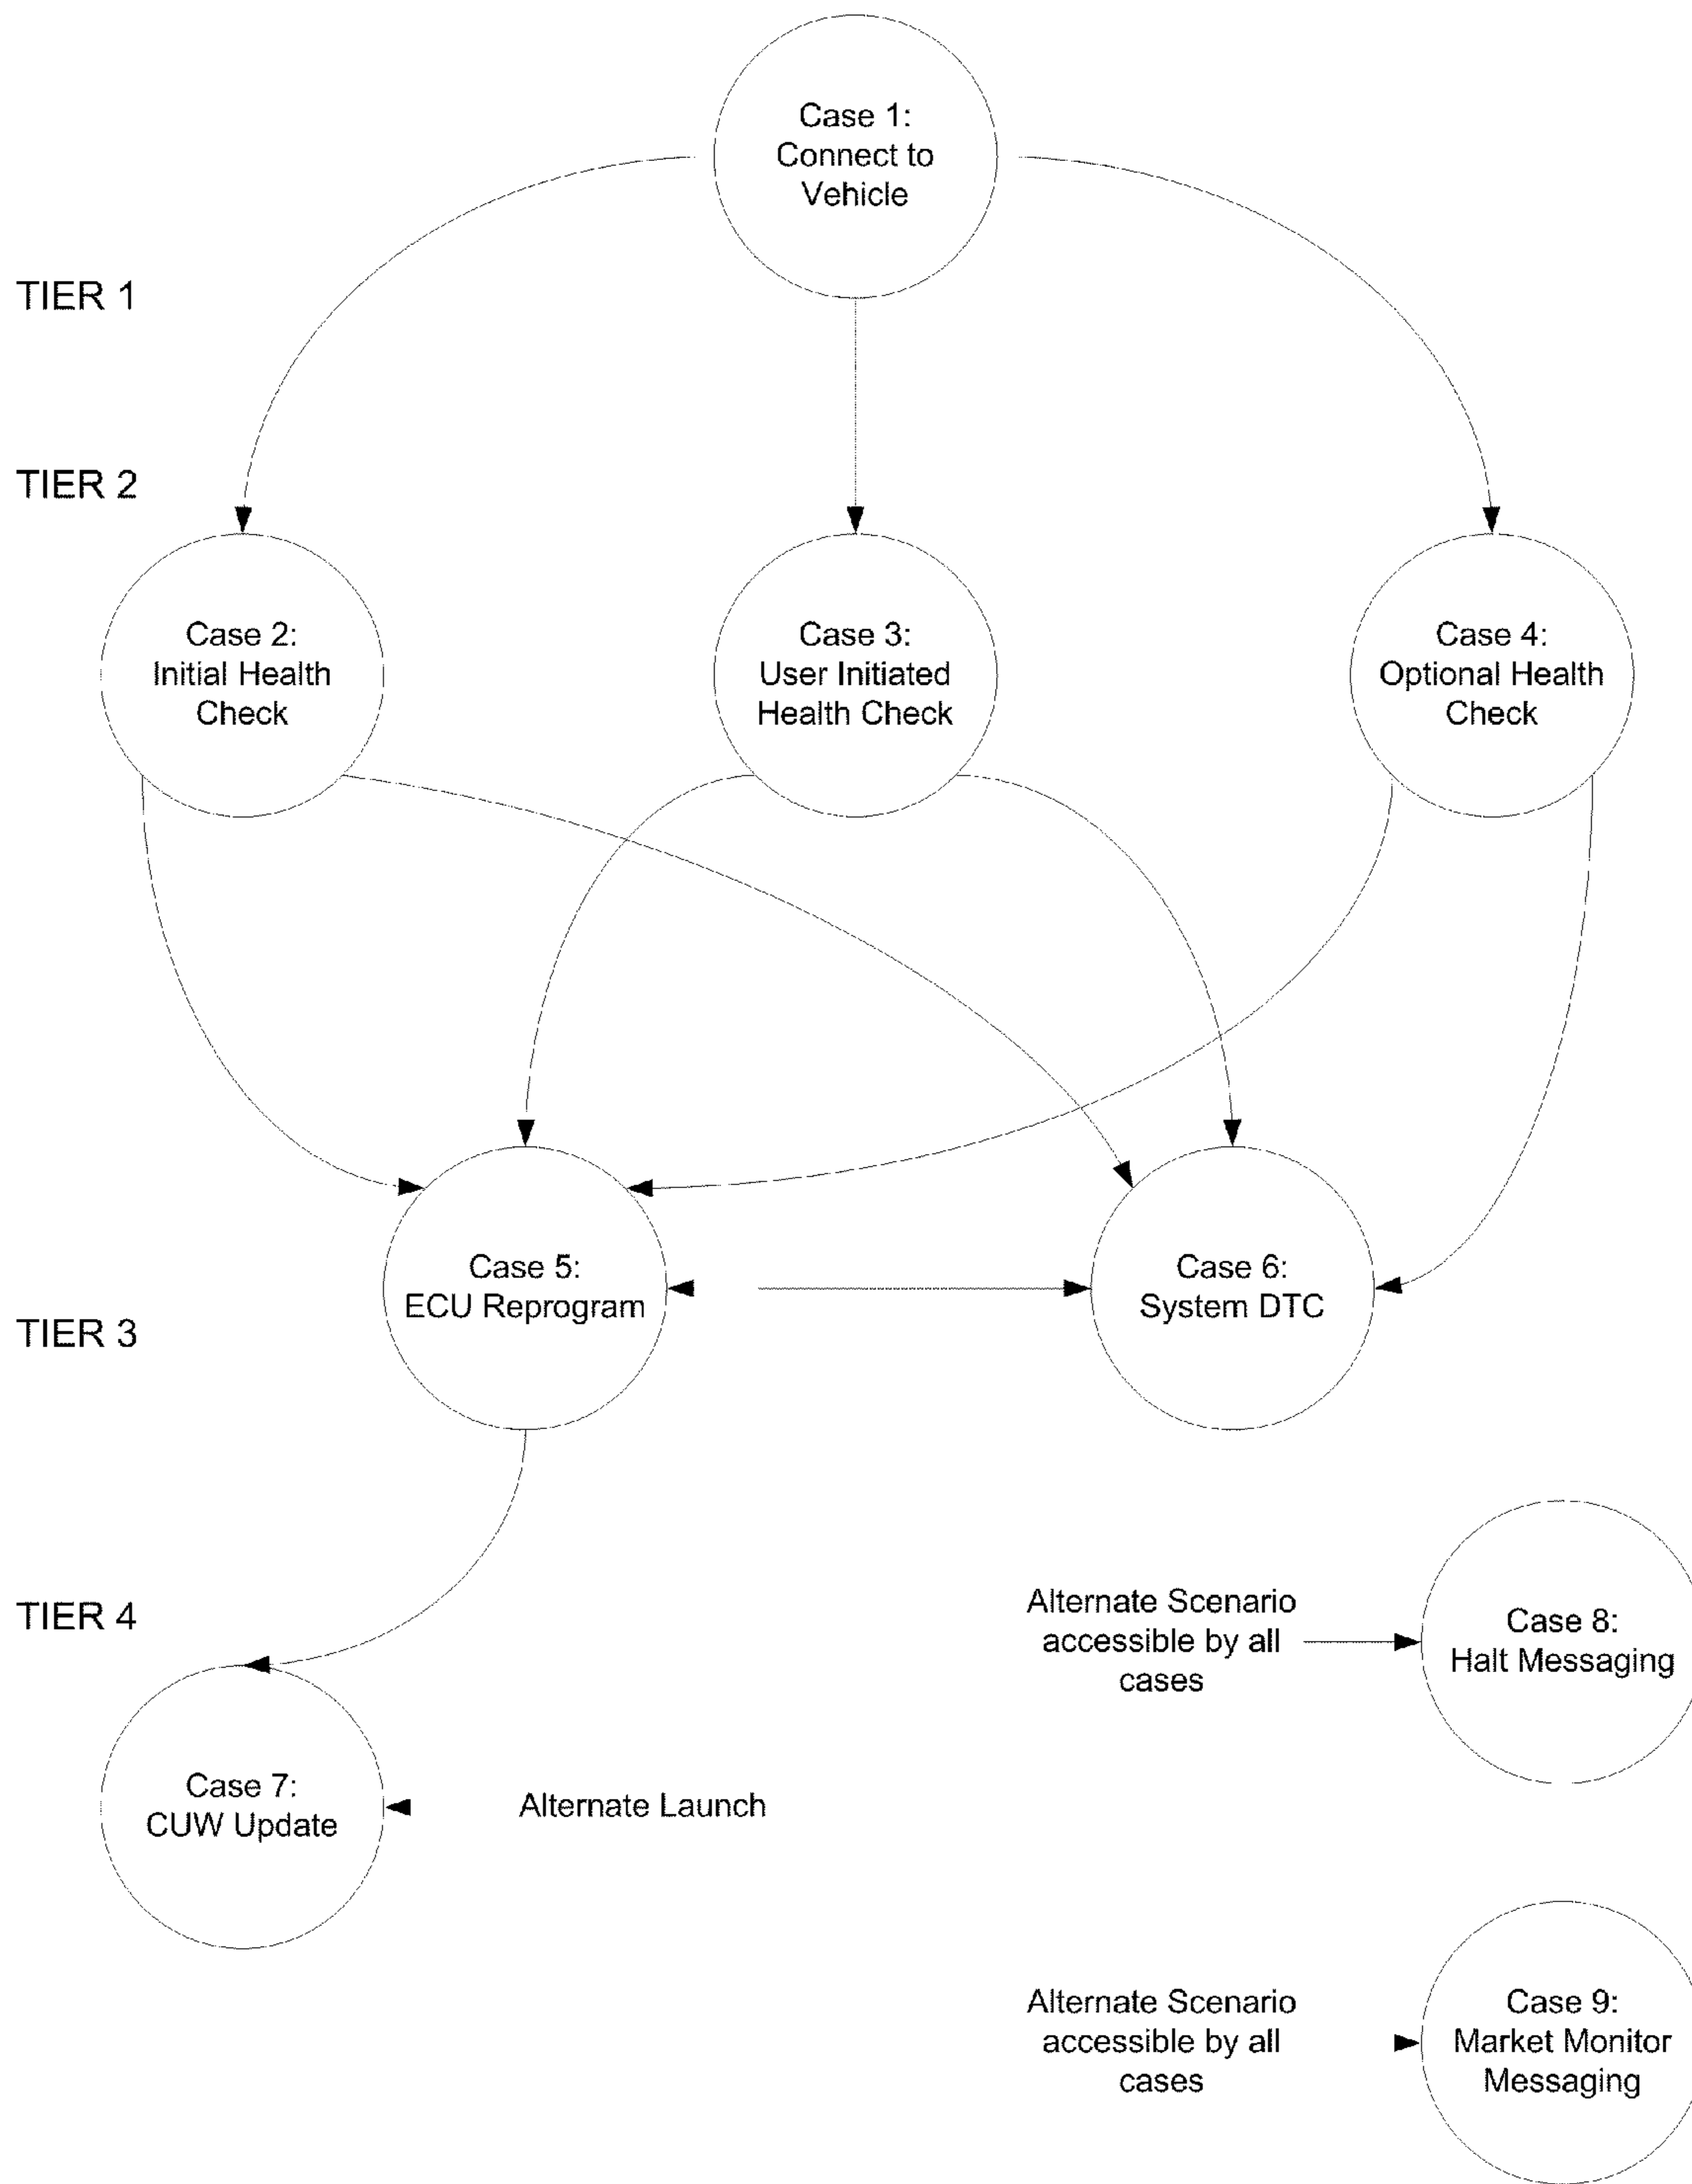 Case 1:
Connect to
Vehicle
TIER 1
TIER 2
Case 2:
Initial Health
Check
Case 3:
User Initiated
Health Check
Case 4:
Optional Health
Check
Case 5:
ECU Reprogram
Case 6:
System DTC
TIER 3
TIER 4
Alternate Scenario
accessible by all
cases
Case 8:
Halt Messaging
Case 7:
CUW Update
Alternate Launch
Alternate Scenario
accessible by all
cases
Case 9:
Market Monitor
Messaging